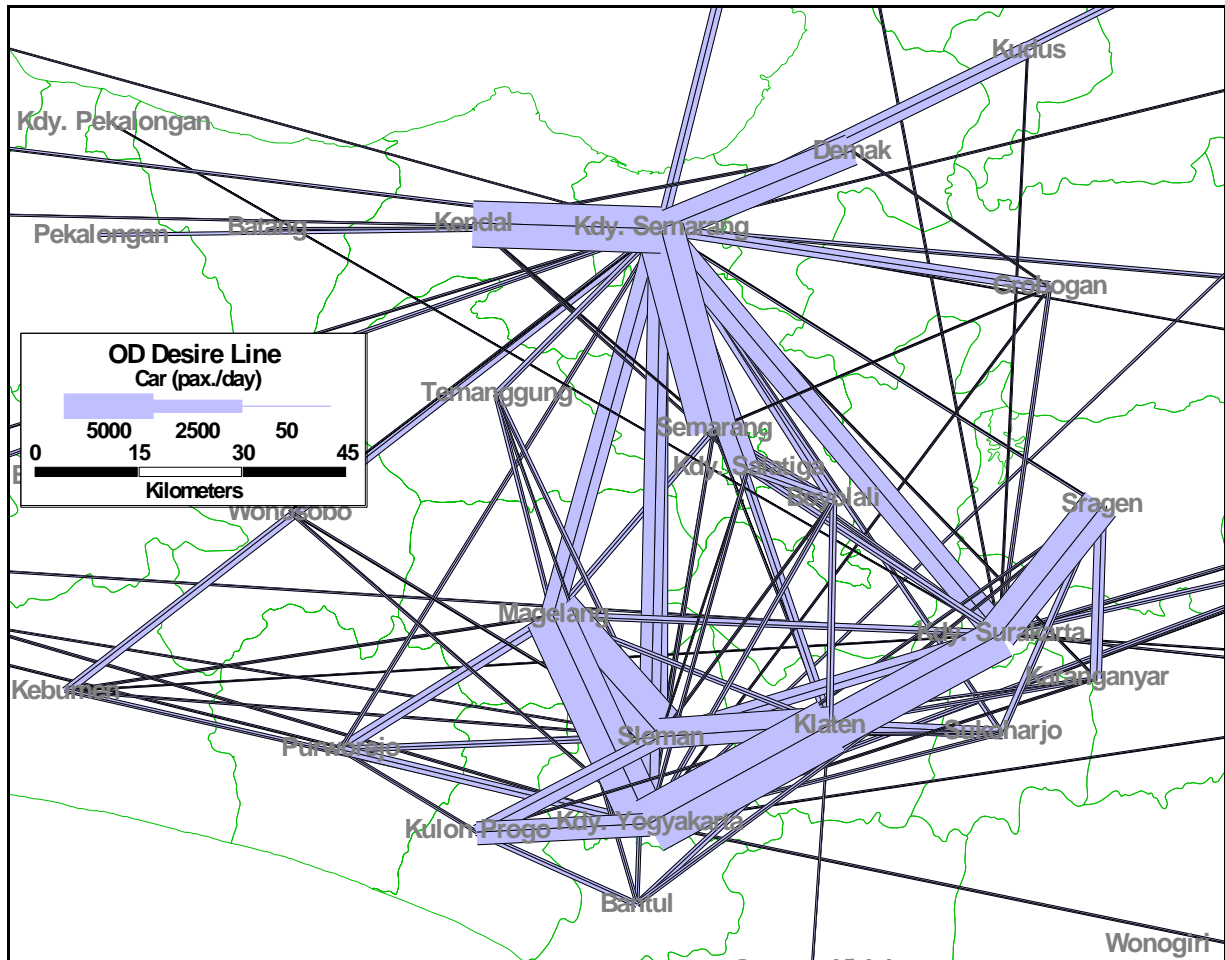 Kudus
Kdy. Pekalongan
Demak
Kendal
Kdy. Semarang
Batang
Pekalongan
Grobogan
OD Desire Line
Car (pax./day)
5000 2500 50
0 15 30 45
Kilometers
Temanggung
Semarang
Kdy. Salatiga
Boyolali
Sragen
Wonosobo
Magelang
Kdy. Surakarta
Karanganyar
Kebumen
Klaten
Sukoharjo
Sleman
Purworejo
Kdy. Yogyakarta
Kulon Progo
Bantul
Wonogiri